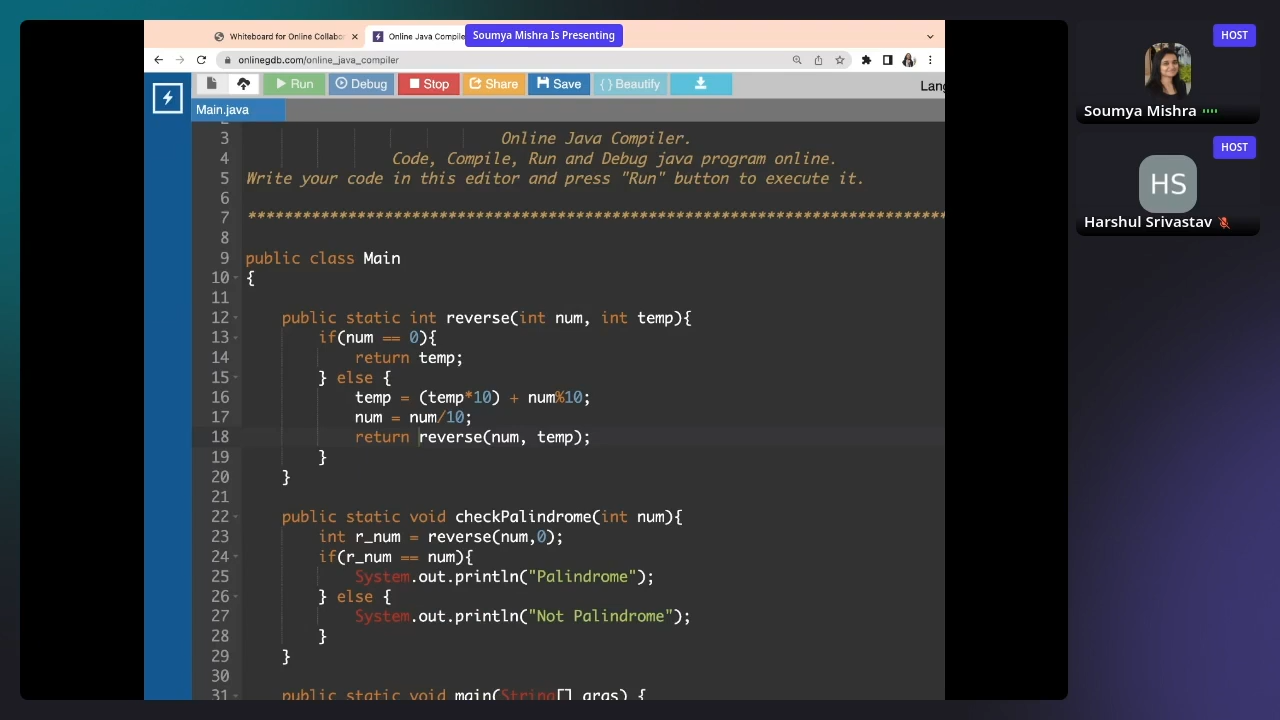 Whiteboard for Online Collabor
Online Java Compile
Soumya Mishra Is Presenting
onlinegdb.com/online_java_compiler
Run
Debug
Stop
Share
Save
{ } Beautify
Lang
Main.java
3 Online Java Compiler.
4 Code, Compile, Run and Debug java program online.
5 Write your code in this editor and press "Run" button to execute it.
6
7 *******************************************************************************
8
9 public class Main
10 {
11
12 public static int reverse(int num, int temp){
13 if(num == 0){
14 return temp;
15 } else {
16 temp = (temp*10) + num%10;
17 num = num/10;
18 return reverse(num, temp);
19 }
20 }
21
22 public static void checkPalindrome(int num){
23 int r_num = reverse(num,0);
24 if(r_num == num){
25 System.out.println("Palindrome");
26 } else {
27 System.out.println("Not Palindrome");
28 }
29 }
30
31 public static void main(String[] args) {
HOST
Soumya Mishra
HOST
HS
Harshul Srivastav